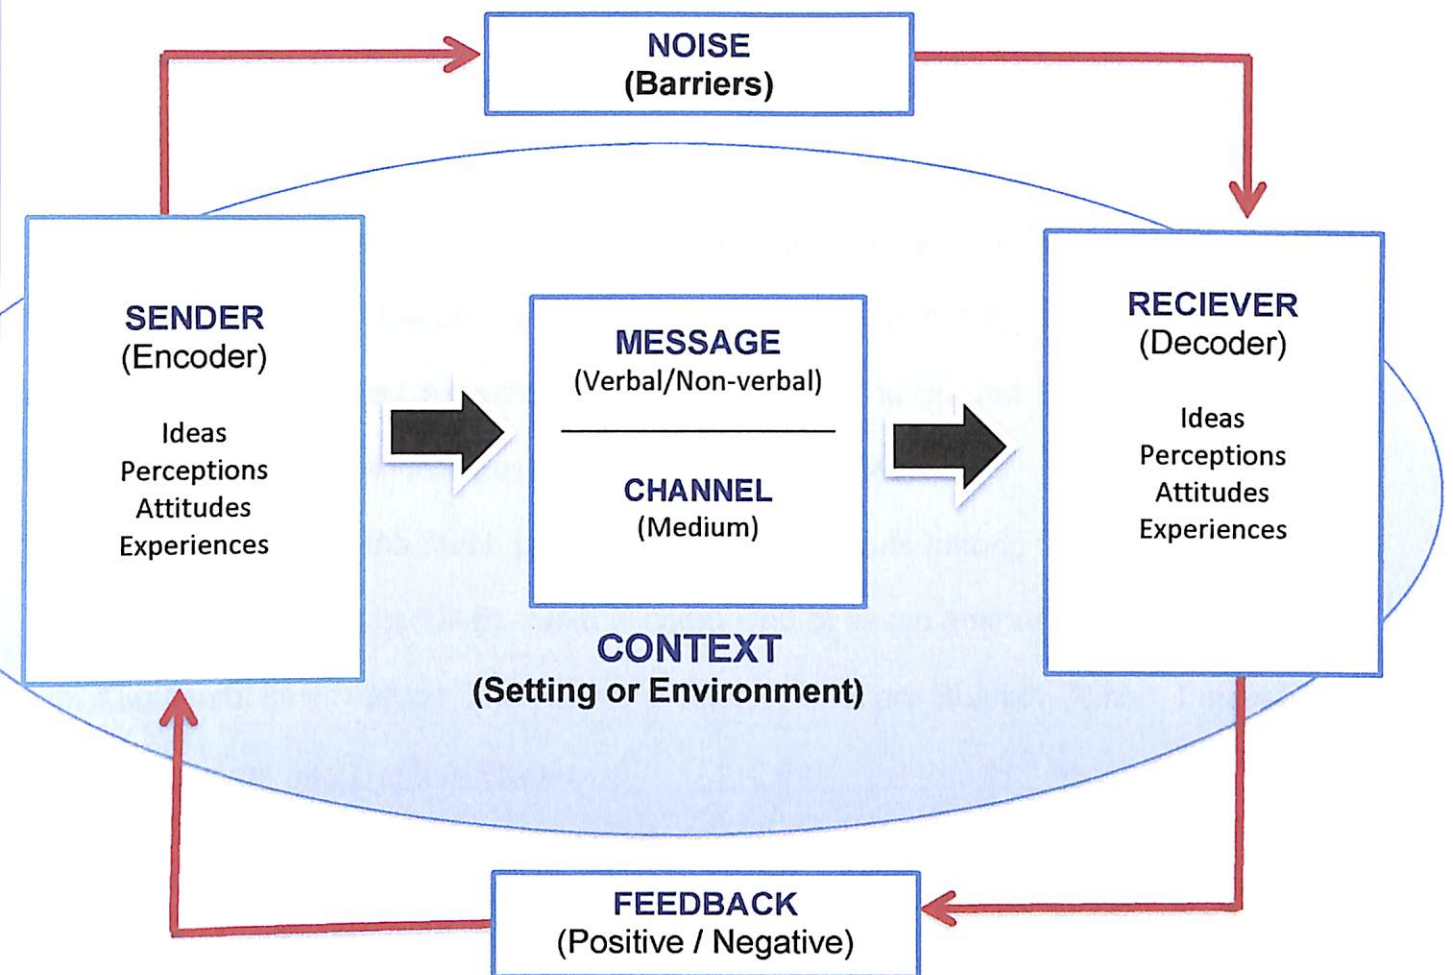 NOISE
(Barriers)
SENDER
(Encoder)
Ideas
Perceptions
Attitudes
Experiences
MESSAGE
(Verbal/Non-verbal)
CHANNEL
(Medium)
RECIEVER
(Decoder)
Ideas
Perceptions
Attitudes
Experiences
CONTEXT
(Setting or Environment)
FEEDBACK
(Positive / Negative)